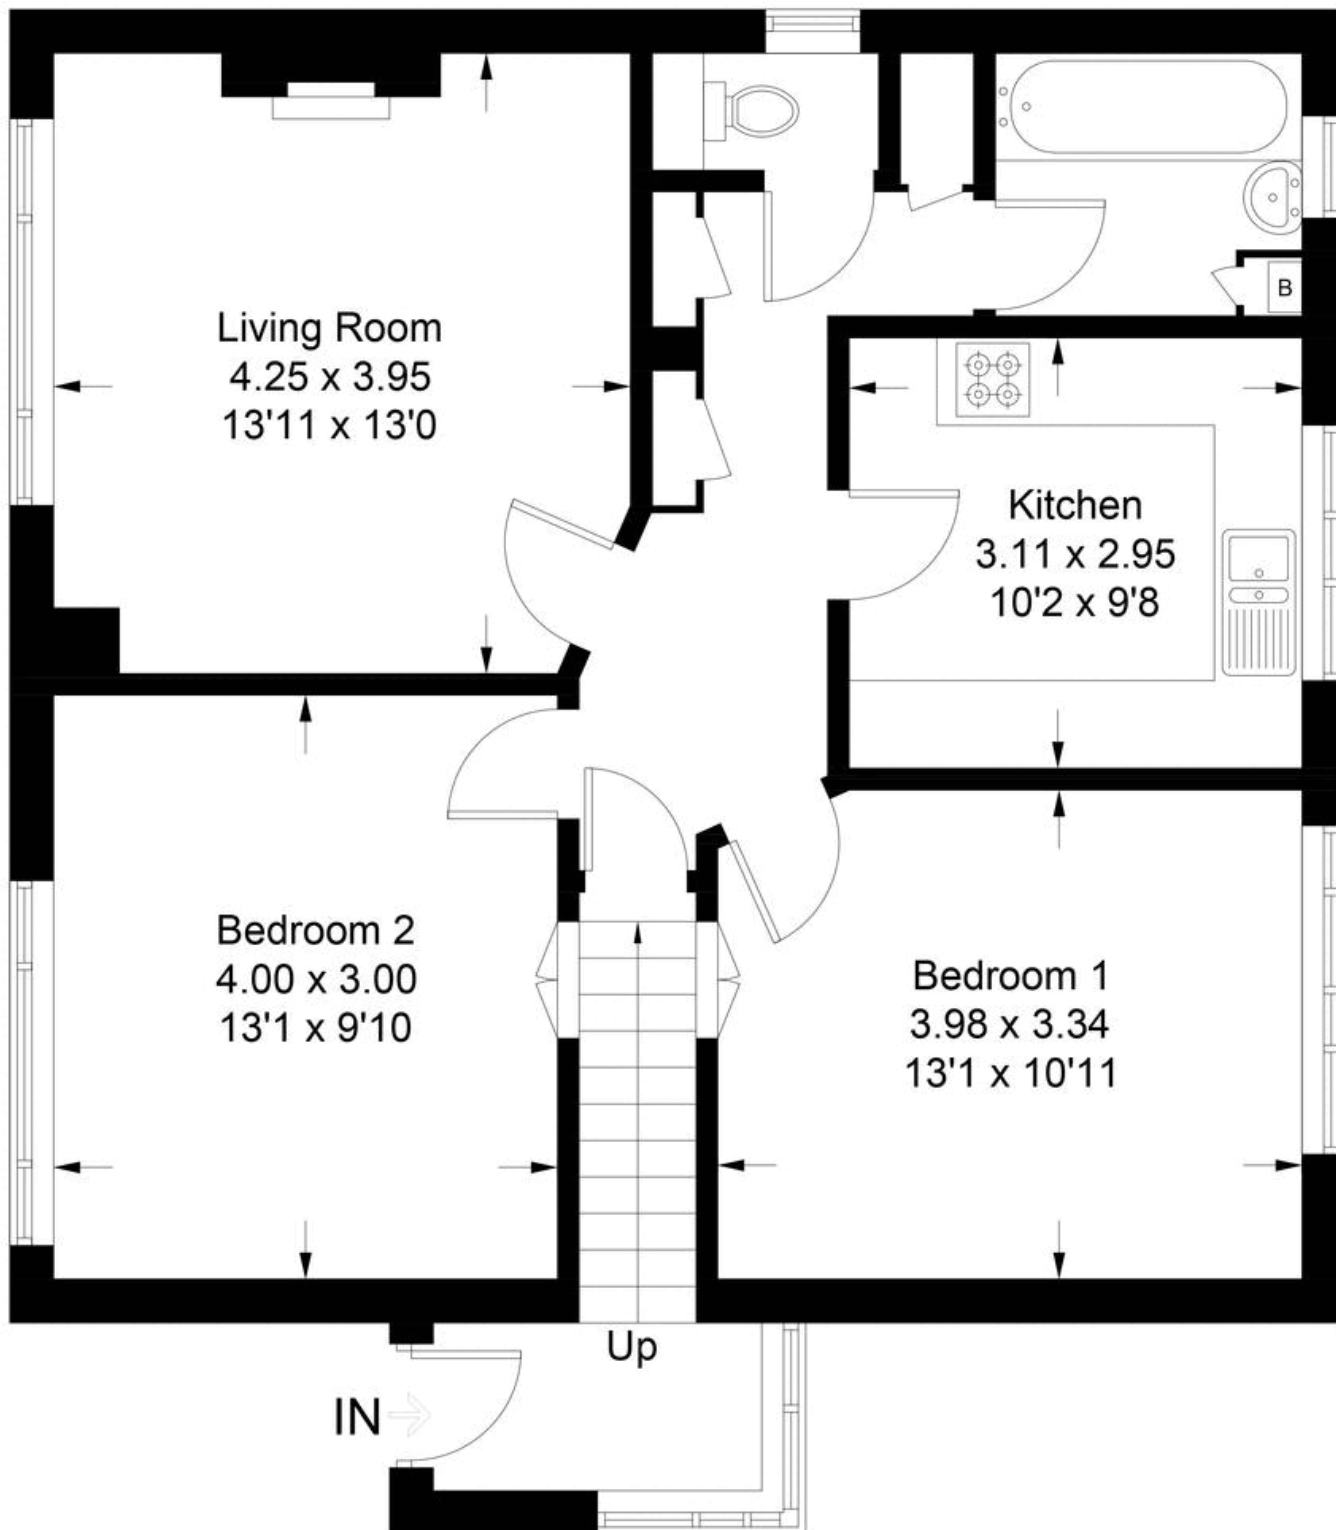 B
Living Room
4.25 x 3.95
13'11 x 13'0
Kitchen
3.11 x 2.95
10'2 x 9'8
Bedroom 2
4.00 x 3.00
13'1 x 9'10
Bedroom 1
3.98 x 3.34
13'1 x 10'11
Up
IN